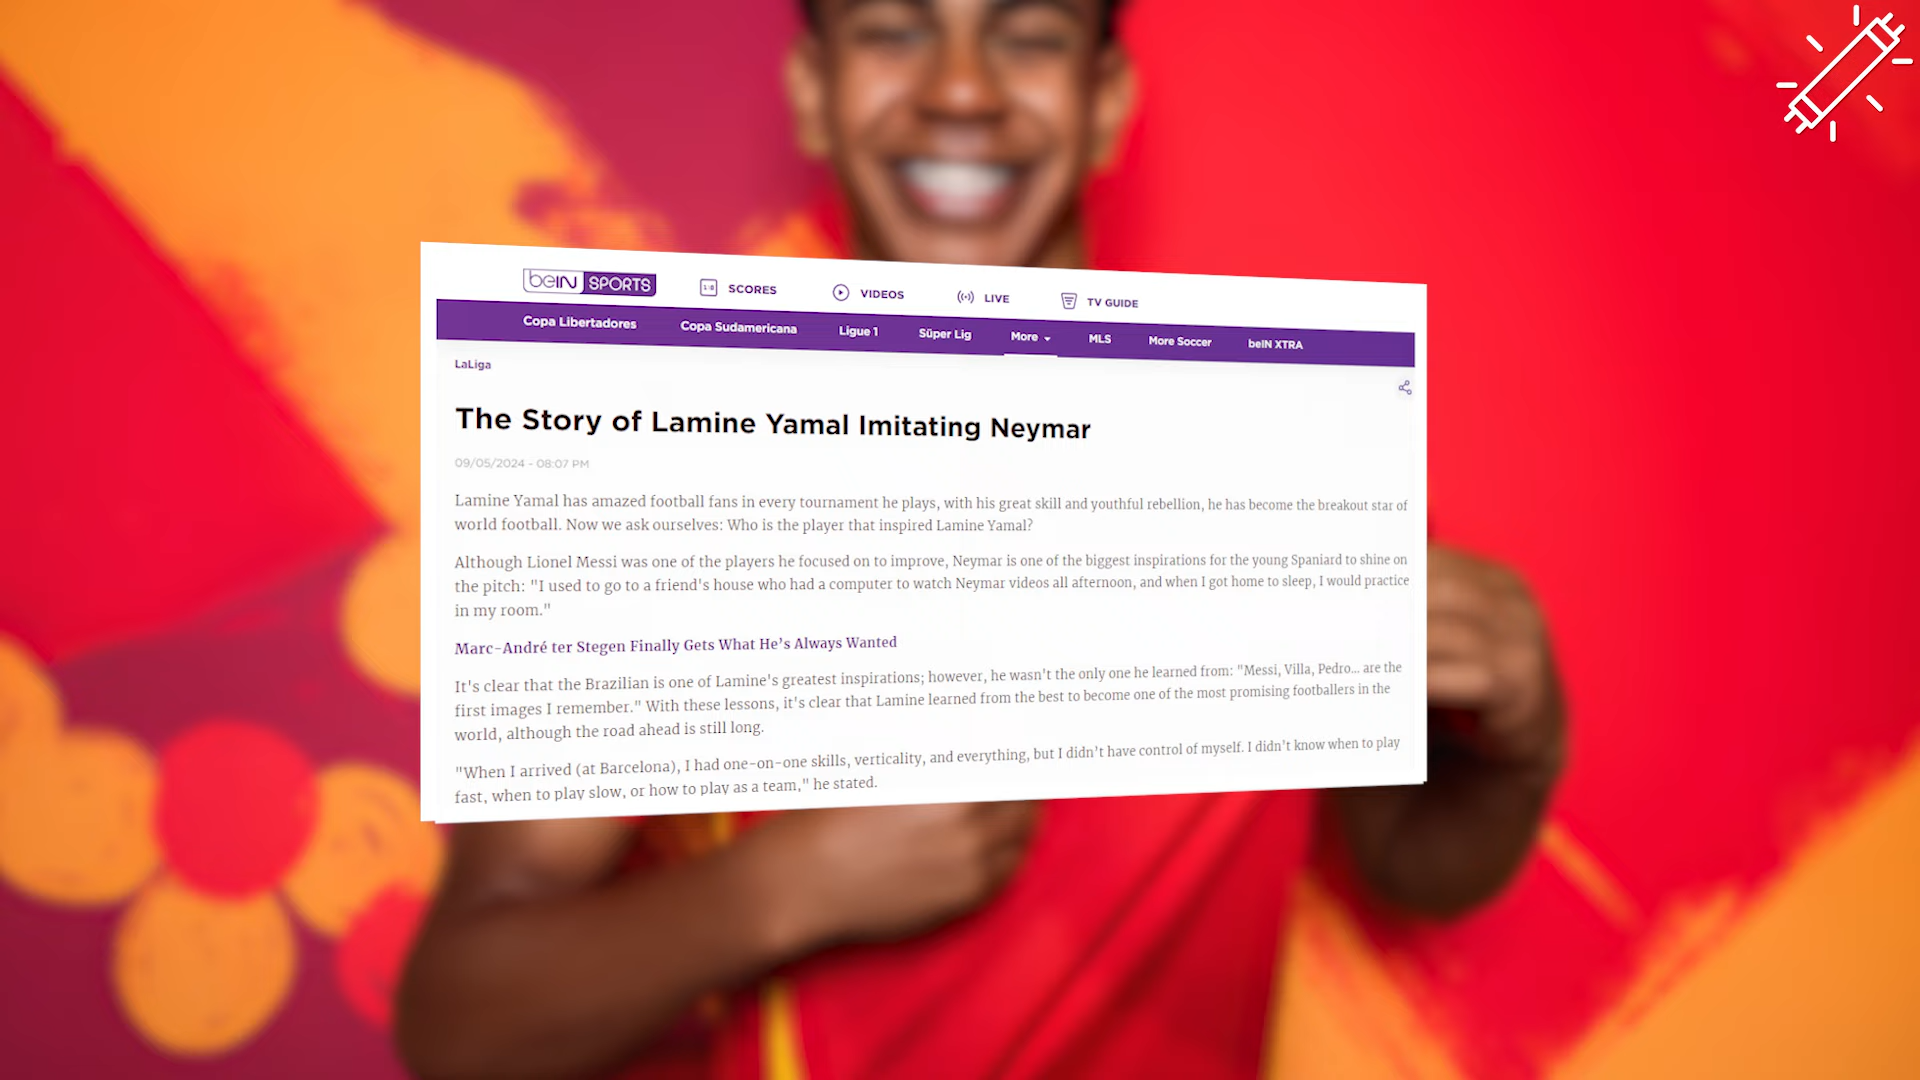 beIN SPORTS
SCORES
VIDEOS
LIVE
TV GUIDE
Copa Libertadores
Copa Sudamericana
Ligue 1
Süper Lig
More
MLS
More Soccer
beIN XTRA
LaLiga
The Story of Lamine Yamal Imitating Neymar
09/05/2024 - 08:07 PM
Lamine Yamal has amazed football fans in every tournament he plays, with his great skill and youthful rebellion, he has become the breakout star of
world football. Now we ask ourselves: Who is the player that inspired Lamine Yamal?
Although Lionel Messi was one of the players he focused on to improve, Neymar is one of the biggest inspirations for the young Spaniard to shine on
the pitch: "I used to go to a friend's house who had a computer to watch Neymar videos all afternoon, and when I got home to sleep, I would practice
in my room."
Marc-André ter Stegen Finally Gets What He's Always Wanted
It's clear that the Brazilian is one of Lamine's greatest inspirations; however, he wasn't the only one he learned from: "Messi, Villa, Pedro... are the
first images I remember." With these lessons, it's clear that Lamine learned from the best to become one of the most promising footballers in the
world, although the road ahead is still long.
"When I arrived (at Barcelona), I had one-on-one skills, verticality, and everything, but I didn't have control of myself. I didn't know when to play
fast, when to play slow, or how to play as a team," he stated.